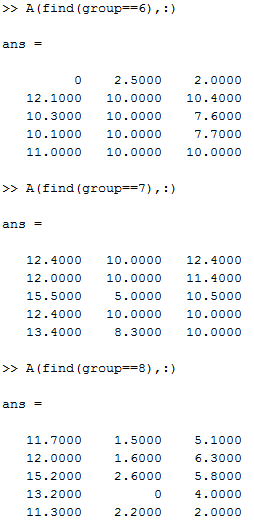 >> A(find(group==6),:)
ans =
0 2.5000 2.0000
12.1000 10.0000 10.4000
10.3000 10.0000 7.6000
10.1000 10.0000 7.7000
11.0000 10.0000 10.0000
>> A(find(group==7),:)
ans =
12.4000 10.0000 12.4000
12.0000 10.0000 11.4000
15.5000 5.0000 10.5000
12.4000 10.0000 10.0000
13.4000 8.3000 10.0000
>> A(find(group==8),:)
ans =
11.7000 1.5000 5.1000
12.0000 1.6000 6.3000
15.2000 2.6000 5.8000
13.2000 0 4.0000
11.3000 2.2000 2.0000